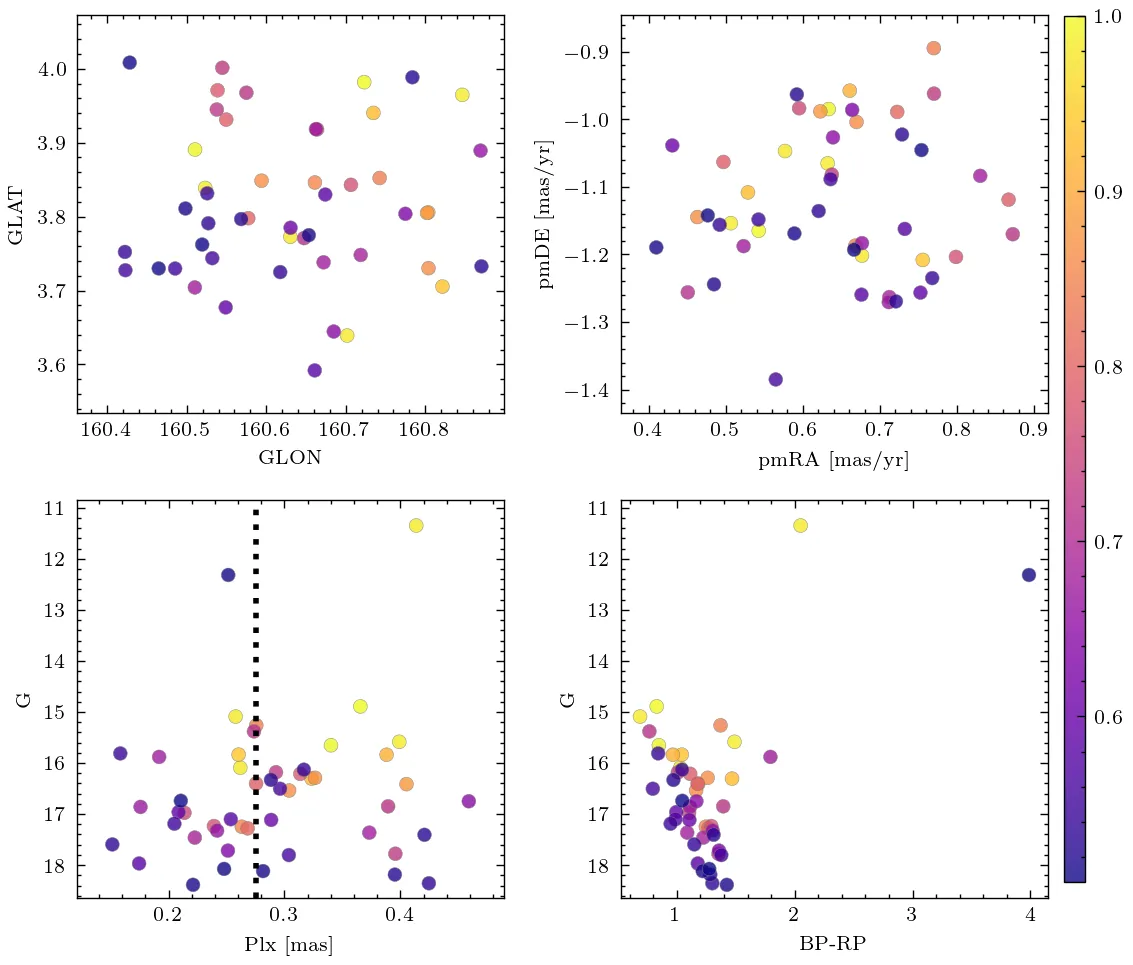 4.0
3.9
3.8
3.7
3.6
GLAT
160.4 160.5 160.6 160.7 160.8
GLON
−0.9
−1.0
−1.1
−1.2
−1.3
−1.4
pmDE [mas/yr]
0.4 0.5 0.6 0.7 0.8 0.9
pmRA [mas/yr]
11
12
13
14
15
16
17
18
G
0.2 0.3 0.4
Plx [mas]
11
12
13
14
15
16
17
18
G
1 2 3 4
BP-RP
1.0
0.9
0.8
0.7
0.6